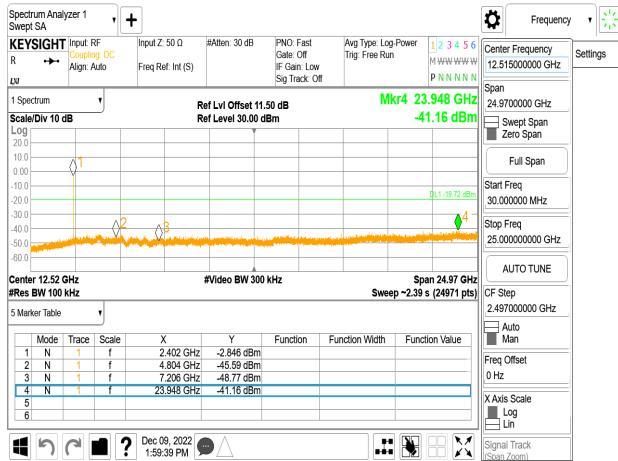 Spectrum Analyzer 1
Swept SA
Frequency
KEYSIGHT
Input: RF
Input Z: 50 Ω
#Atten: 30 dB
PNO: Fast
Avg Type: Log-Power
1 2 3 4 5 6
R
Coupling: DC
Gate: Off
Trig: Free Run
M W W W W W
Align: Auto
Freq Ref: Int (S)
IF Gain: Low
Sig Track: Off
P N N N N N
LXI
Center Frequency
12.515000000 GHz
Settings
1 Spectrum
Ref Lvl Offset 11.50 dB
Mkr4 23.948 GHz
Scale/Div 10 dB
Ref Level 30.00 dBm
-41.16 dBm
Span
24.9700000 GHz
Swept Span
Zero Span
Full Span
Start Freq
30.000000 MHz
Stop Freq
25.000000000 GHz
AUTO TUNE
CF Step
2.497000000 GHz
Auto
Man
Freq Offset
0 Hz
X Axis Scale
Log
Lin
Signal Track
(Span Zoom)
Log
20.0
10.0
0.00
-10.0
-20.0
-30.0
-40.0
-50.0
-60.0
1
2
3
4
DL1 -19.72 dBm
Center 12.52 GHz
#Video BW 300 kHz
Span 24.97 GHz
#Res BW 100 kHz
Sweep ~2.39 s (24971 pts)
5 Marker Table
Mode Trace Scale X Y Function Function Width Function Value
1 N 1 f 2.402 GHz -2.846 dBm
2 N 1 f 4.804 GHz -45.59 dBm
3 N 1 f 7.206 GHz -48.77 dBm
4 N 1 f 23.948 GHz -41.16 dBm
5
6
?
Dec 09, 2022
1:59:39 PM